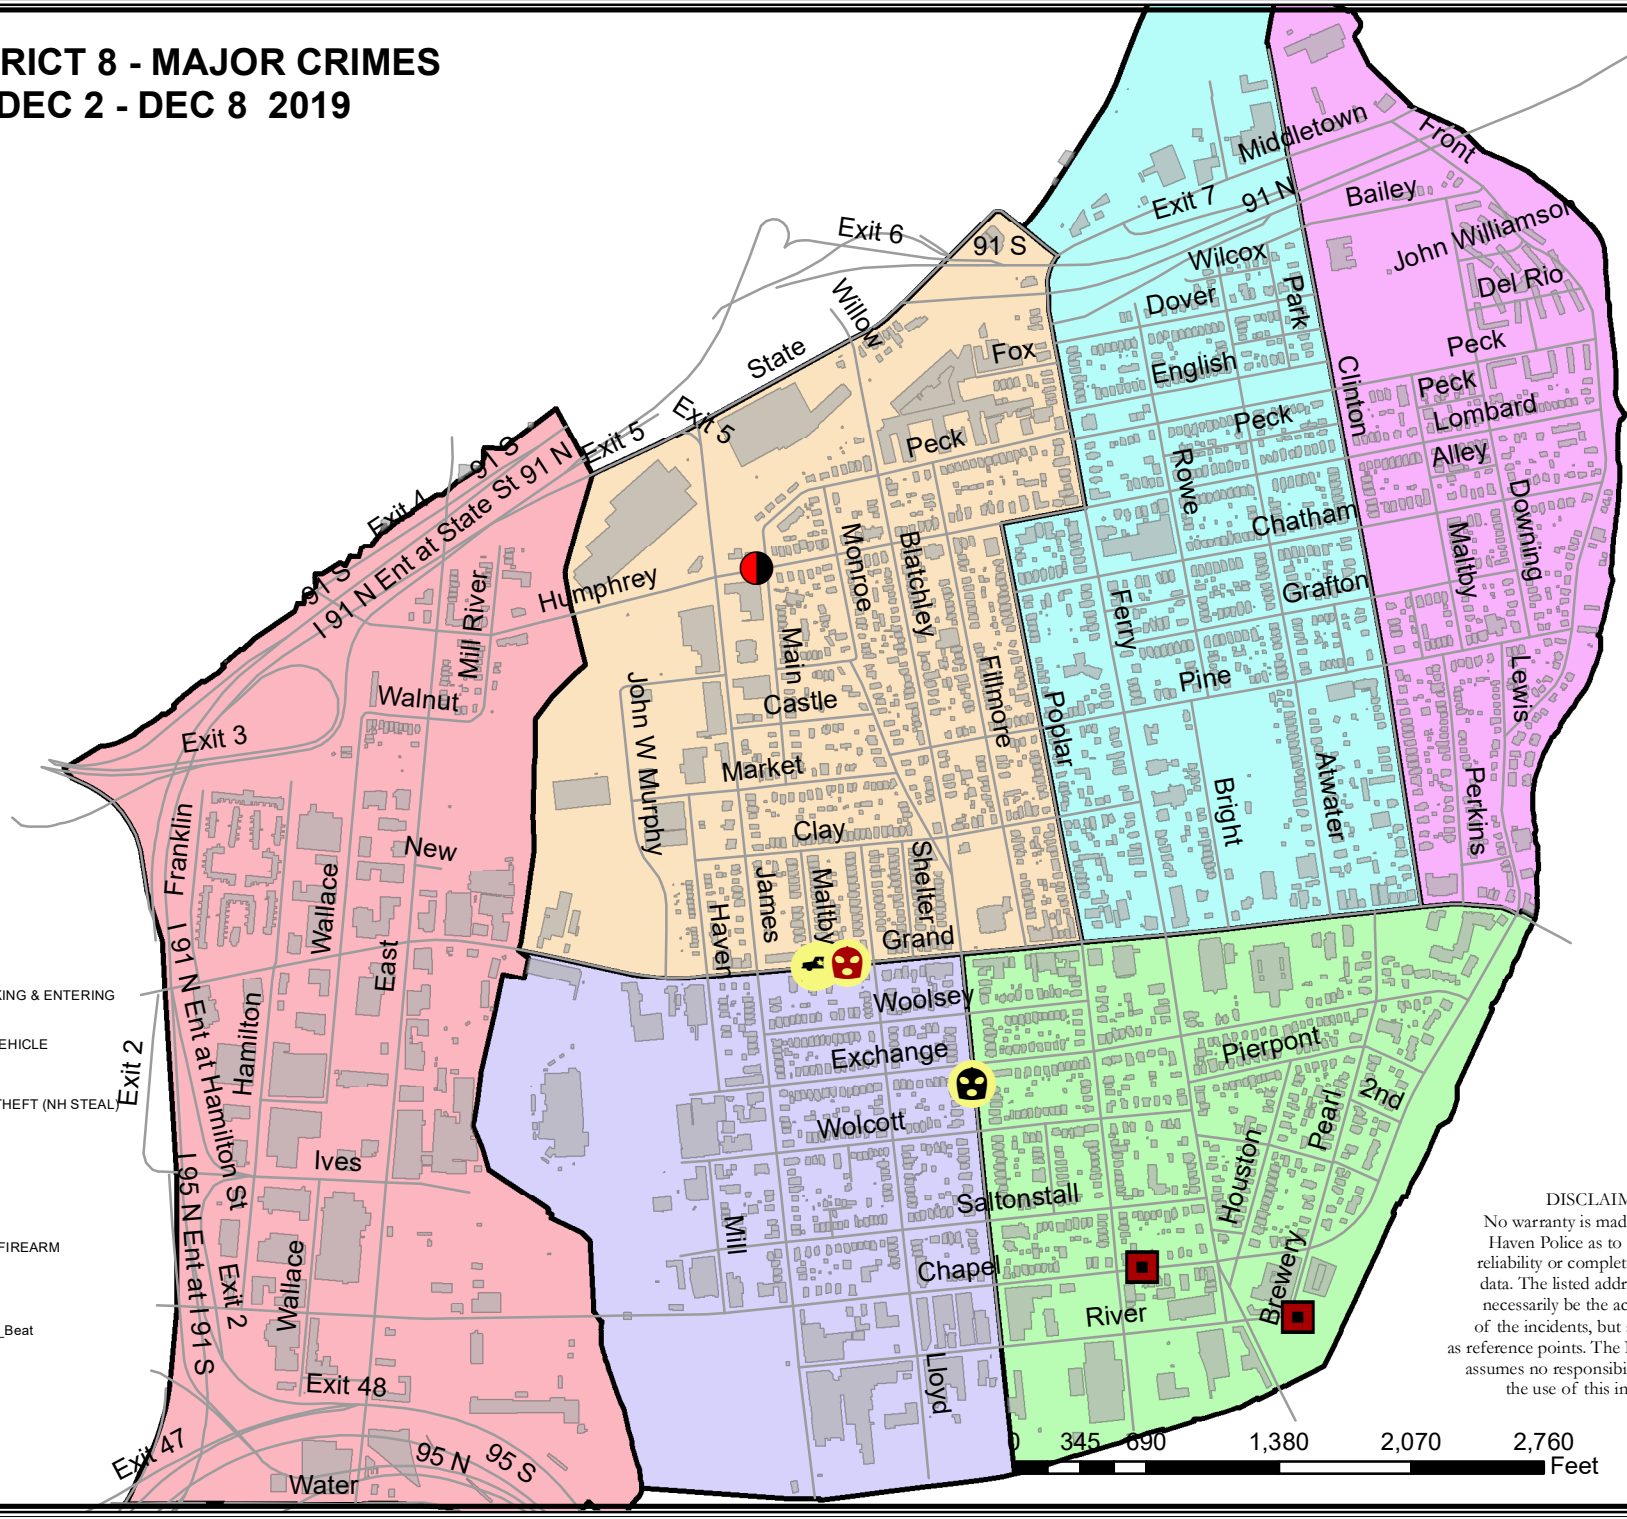 RICT 8 - MAJOR CRIMES
DEC 2 - DEC 8 2019
Middletown
Front
Exit 7
91 N
Bailey
Exit 6
91 S
John Williamson
Wilcox
Del Rio
Dover
Park
Willow
State
Fox
English
Peck
Clinton
Peck
Exit 5
Exit 5
Peck
Peck
Lombard
Alley
91 S
I 91 N Ent at State St
91 N
Exit 4
Rowe
Chatham
Downing
Maltby
Monroe
Blatchley
Humphrey
91 S
Mill River
Grafton
Ferry
Main
Fillmore
Pine
Lewis
Walnut
Castle
Poplar
John W Murphy
Exit 3
Market
Atwater
Bright
Perkins
Franklin
New
Clay
Wallace
James
Maltby
Shelter
Haven
Grand
East
I 91 N Ent at Hamilton St
KING & ENTERING
Woolsey
Hamilton
EHICLE
Exit 2
Exchange
Pierpont
THEFT (NH STEAL)
2nd
Pearl
Wolcott
Houston
Ives
I 95 N Ent at I 91 S
Saltonstall
Mill
FIREARM
Exit 2
Wallace
Chapel
Brewery
River
_Beat
Lloyd
Exit 48
Exit 47
95 N
95 S
Water
DISCLAIM
No warranty is mad
Haven Police as to
reliability or complet
data. The listed addr
necessarily be the ac
of the incidents, but
as reference points. The
assumes no responsibi
the use of this in
0 345 690 1,380 2,070 2,760
Feet